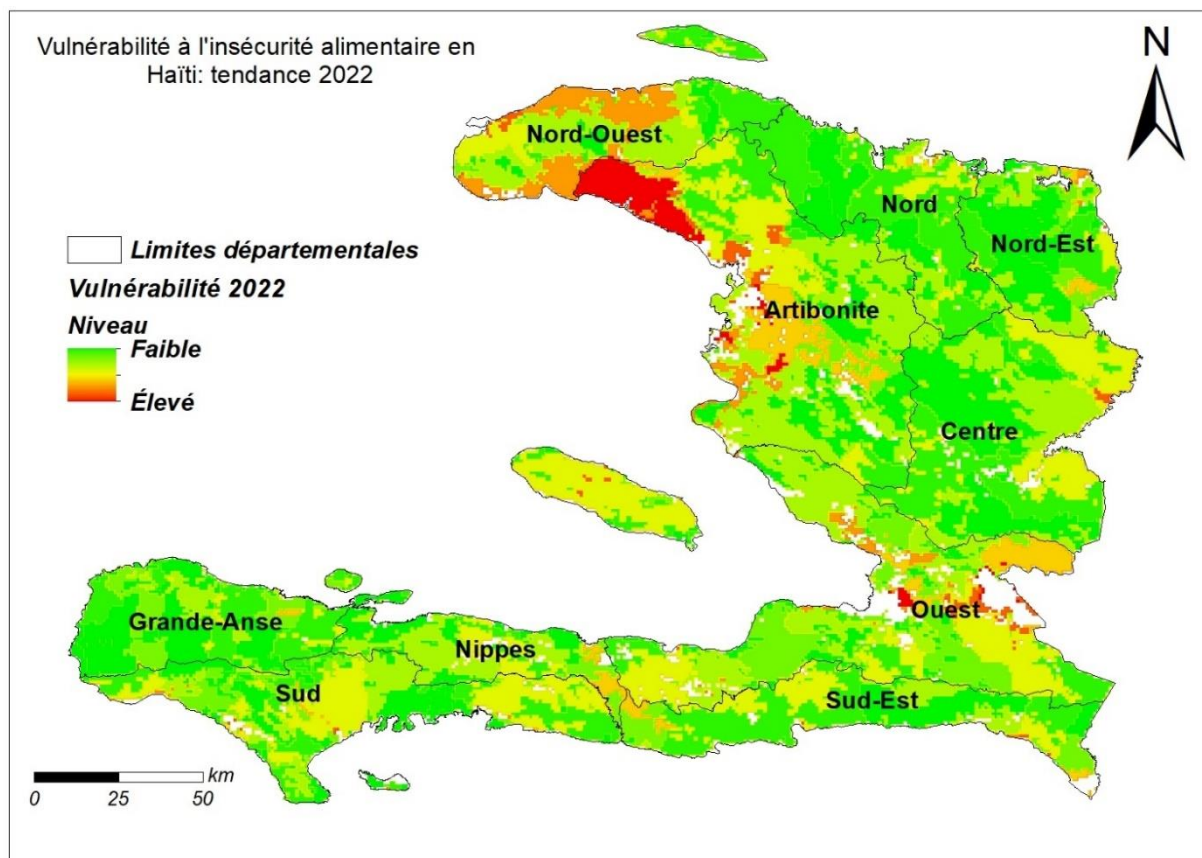 Vulnérabilité à l'insécurité alimentaire en
Haïti: tendance 2022
N
Nord-Ouest
Nord
Nord-Est
Limites départementales
Vulnérabilité 2022
Niveau
Faible
Élevé
Artibonite
Centre
Ouest
Grande-Anse
Nippes
Sud
Sud-Est
km
0 25 50